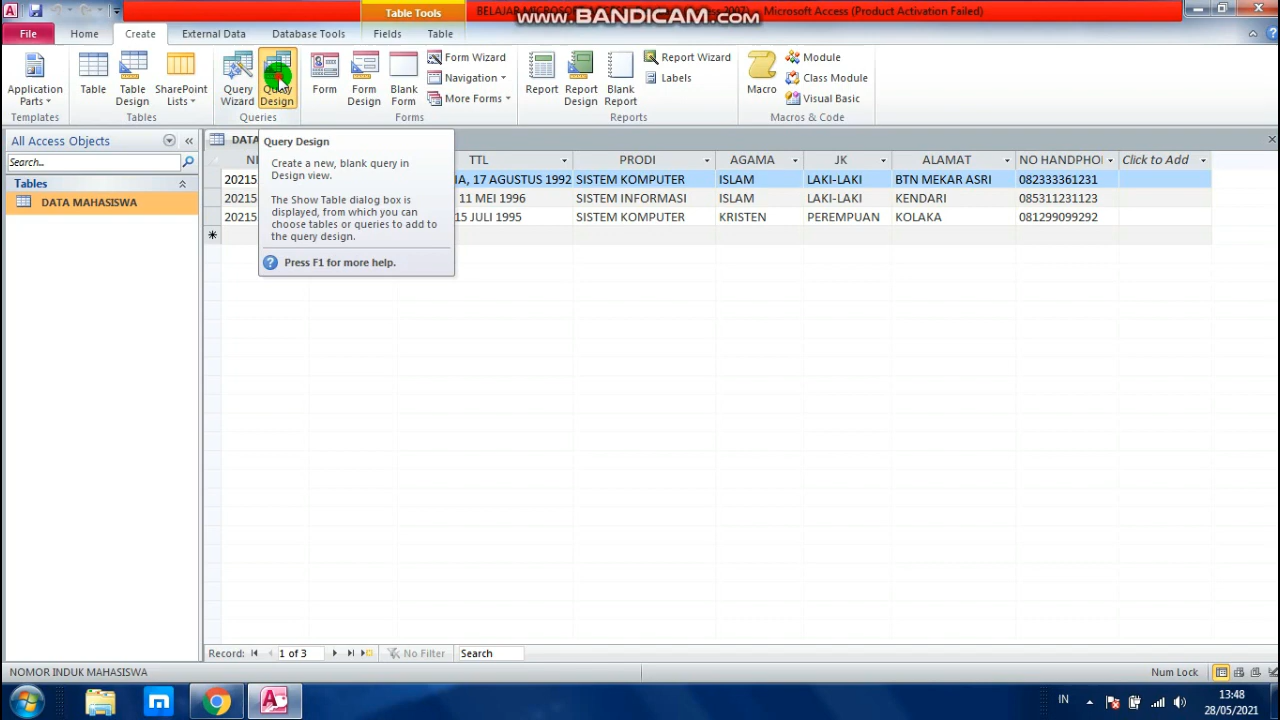 Table Tools
BELAJAR MICROSOFT
www.BANDICAM.com
Microsoft Access (Product Activation Failed)
File Home Create External Data Database Tools Fields Table
Application Parts
Table
Table Design
SharePoint Lists
Query Wizard
Query Design
Form
Form Design
Blank Form
Form Wizard
Navigation
More Forms
Report
Report Design
Blank Report
Report Wizard
Labels
Macro
Module
Class Module
Visual Basic
Templates Tables Queries Forms Reports Macros & Code
All Access Objects
Search...
Tables
DATA MAHASISWA
DATA
TTL PRODI AGAMA JK ALAMAT NO HANDPHO Click to Add
20215 IA, 17 AGUSTUS 1992 SISTEM KOMPUTER ISLAM LAKI-LAKI BTN MEKAR ASRI 082333361231
20215 11 MEI 1996 SISTEM INFORMASI ISLAM LAKI-LAKI KENDARI 085311231123
20215 15 JULI 1995 SISTEM KOMPUTER KRISTEN PEREMPUAN KOLAKA 081299099292
Query Design
Create a new, blank query in
Design view.
The Show Table dialog box is
displayed, from which you can
choose tables or queries to add to
the query design.
Press F1 for more help.
Record: 1 of 3 No Filter Search
NOMOR INDUK MAHASISWA
Num Lock
IN
13:48
28/05/2021